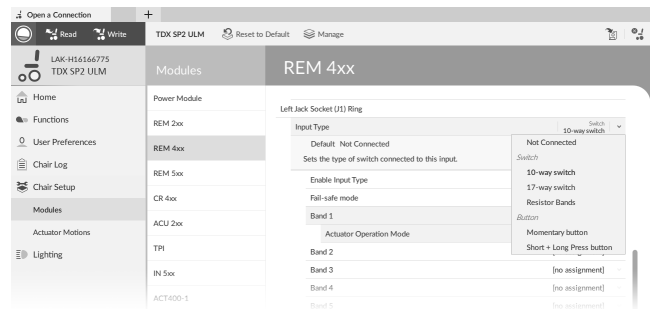 Open a Connection
+
Read
Write
TDX SP2 ULM
Reset to Default
Manage
LAK-H16166775
TDX SP2 ULM
Modules
REM 4xx
Home
Functions
User Preferences
Chair Log
Chair Setup
Modules
Actuator Motions
Lighting
Power Module
REM 2xx
REM 4xx
REM 5xx
CR 4xx
ACU 2xx
TPI
IN 5xx
ACT400-1
Left Jack Socket (J1) Ring
Input Type
Switch
10-way switch
Default Not Connected
Sets the type of switch connected to this input.
Enable Input Type
Fail-safe mode
Band 1
Actuator Operation Mode
Band 2
Band 3 [no assignment]
Band 4 [no assignment]
Band 5 [no assignment]
Not Connected
Switch
10-way switch
17-way switch
Resistor Bands
Button
Momentary button
Short + Long Press button